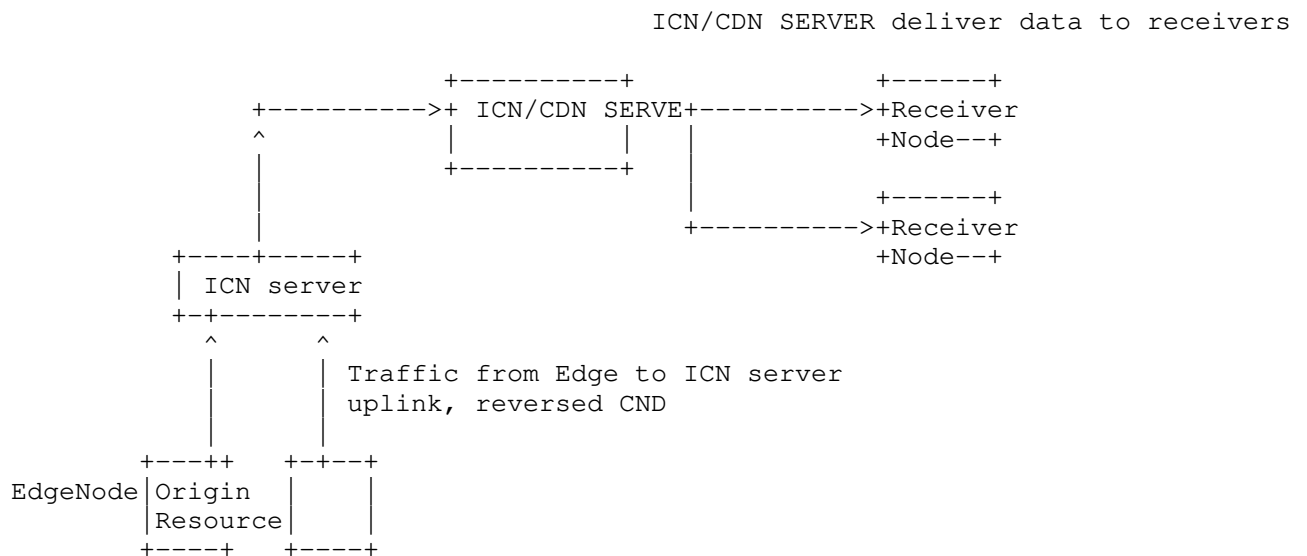 ICN/CDN SERVER deliver data to receivers
ICN/CDN SERVE
Receiver
Node
Receiver
Node
ICN server
Traffic from Edge to ICN server
uplink, reversed CND
EdgeNode
Origin
Resource